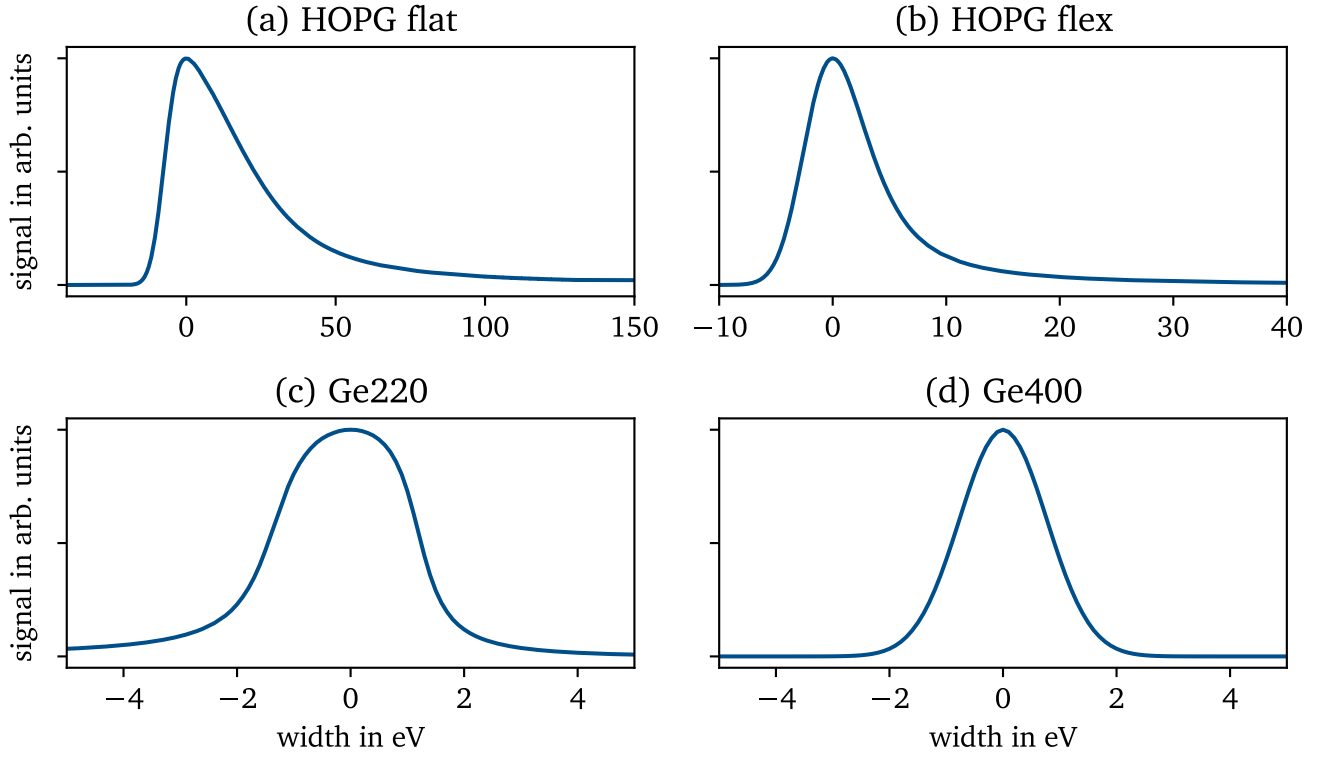 (a) HOPG flat
(b) HOPG flex
signal in arb. units
0 50 100 150
−10 0 10 20 30 40
(c) Ge220
(d) Ge400
signal in arb. units
−4 −2 0 2 4
−4 −2 0 2 4
width in eV
width in eV